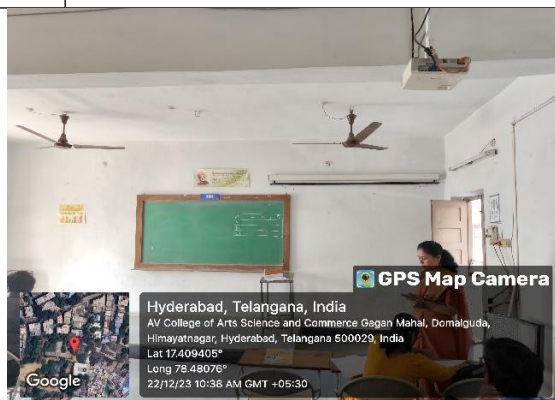 GPS Map Camera
Hyderabad, Telangana, India
AV College of Arts Science and Commerce Gagan Mahal, Domalguda,
Himayatnagar, Hyderabad, Telangana 500029, India
Lat 17.409405°
Long 78.48076°
22/12/23 10:36 AM GMT +05:30
Google